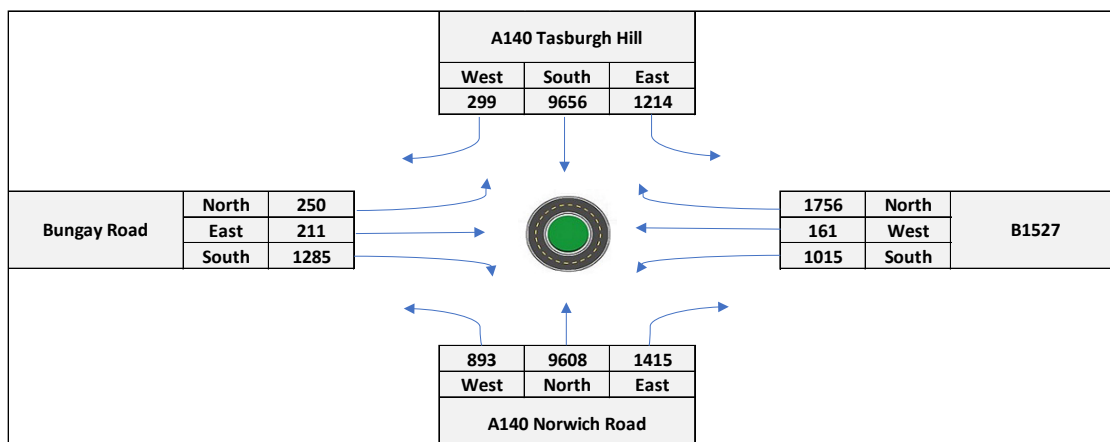 A140 Tasburgh Hill
West South East
299 9656 1214
Bungay Road
North 250
East 211
South 1285
1756 North
161 West
1015 South
B1527
893 9608 1415
West North East
A140 Norwich Road